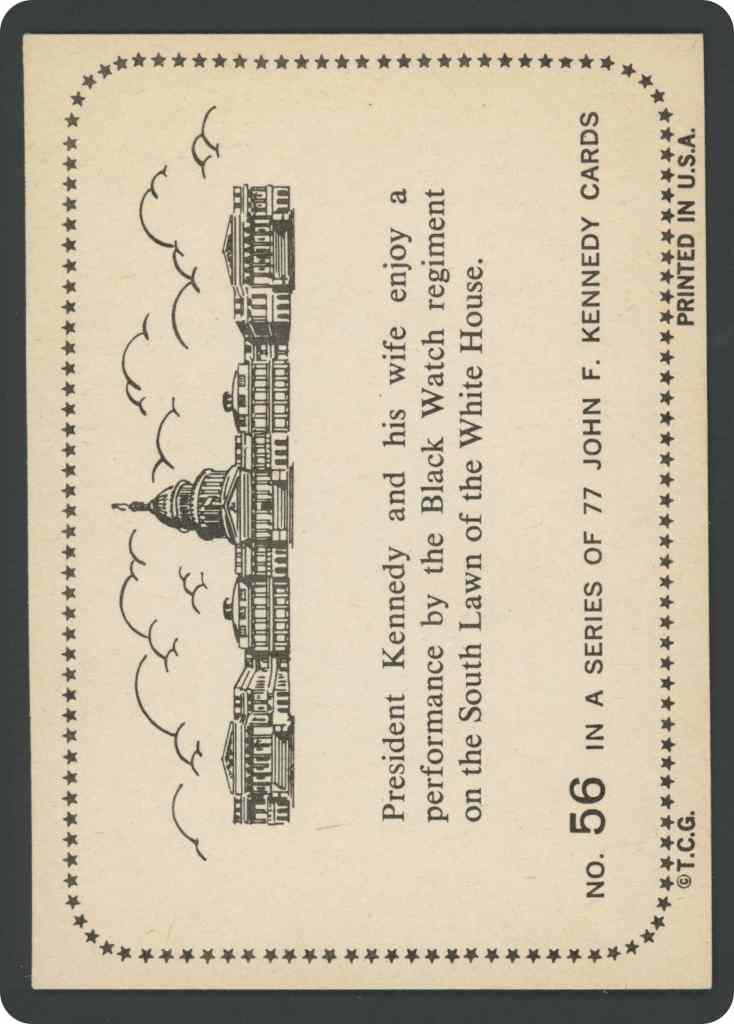 President Kennedy and his wife enjoy a
performance by the Black Watch regiment
on the South Lawn of the White House.
NO. 56 IN A SERIES OF 77 JOHN F. KENNEDY CARDS
©T.C.G. PRINTED IN U.S.A.